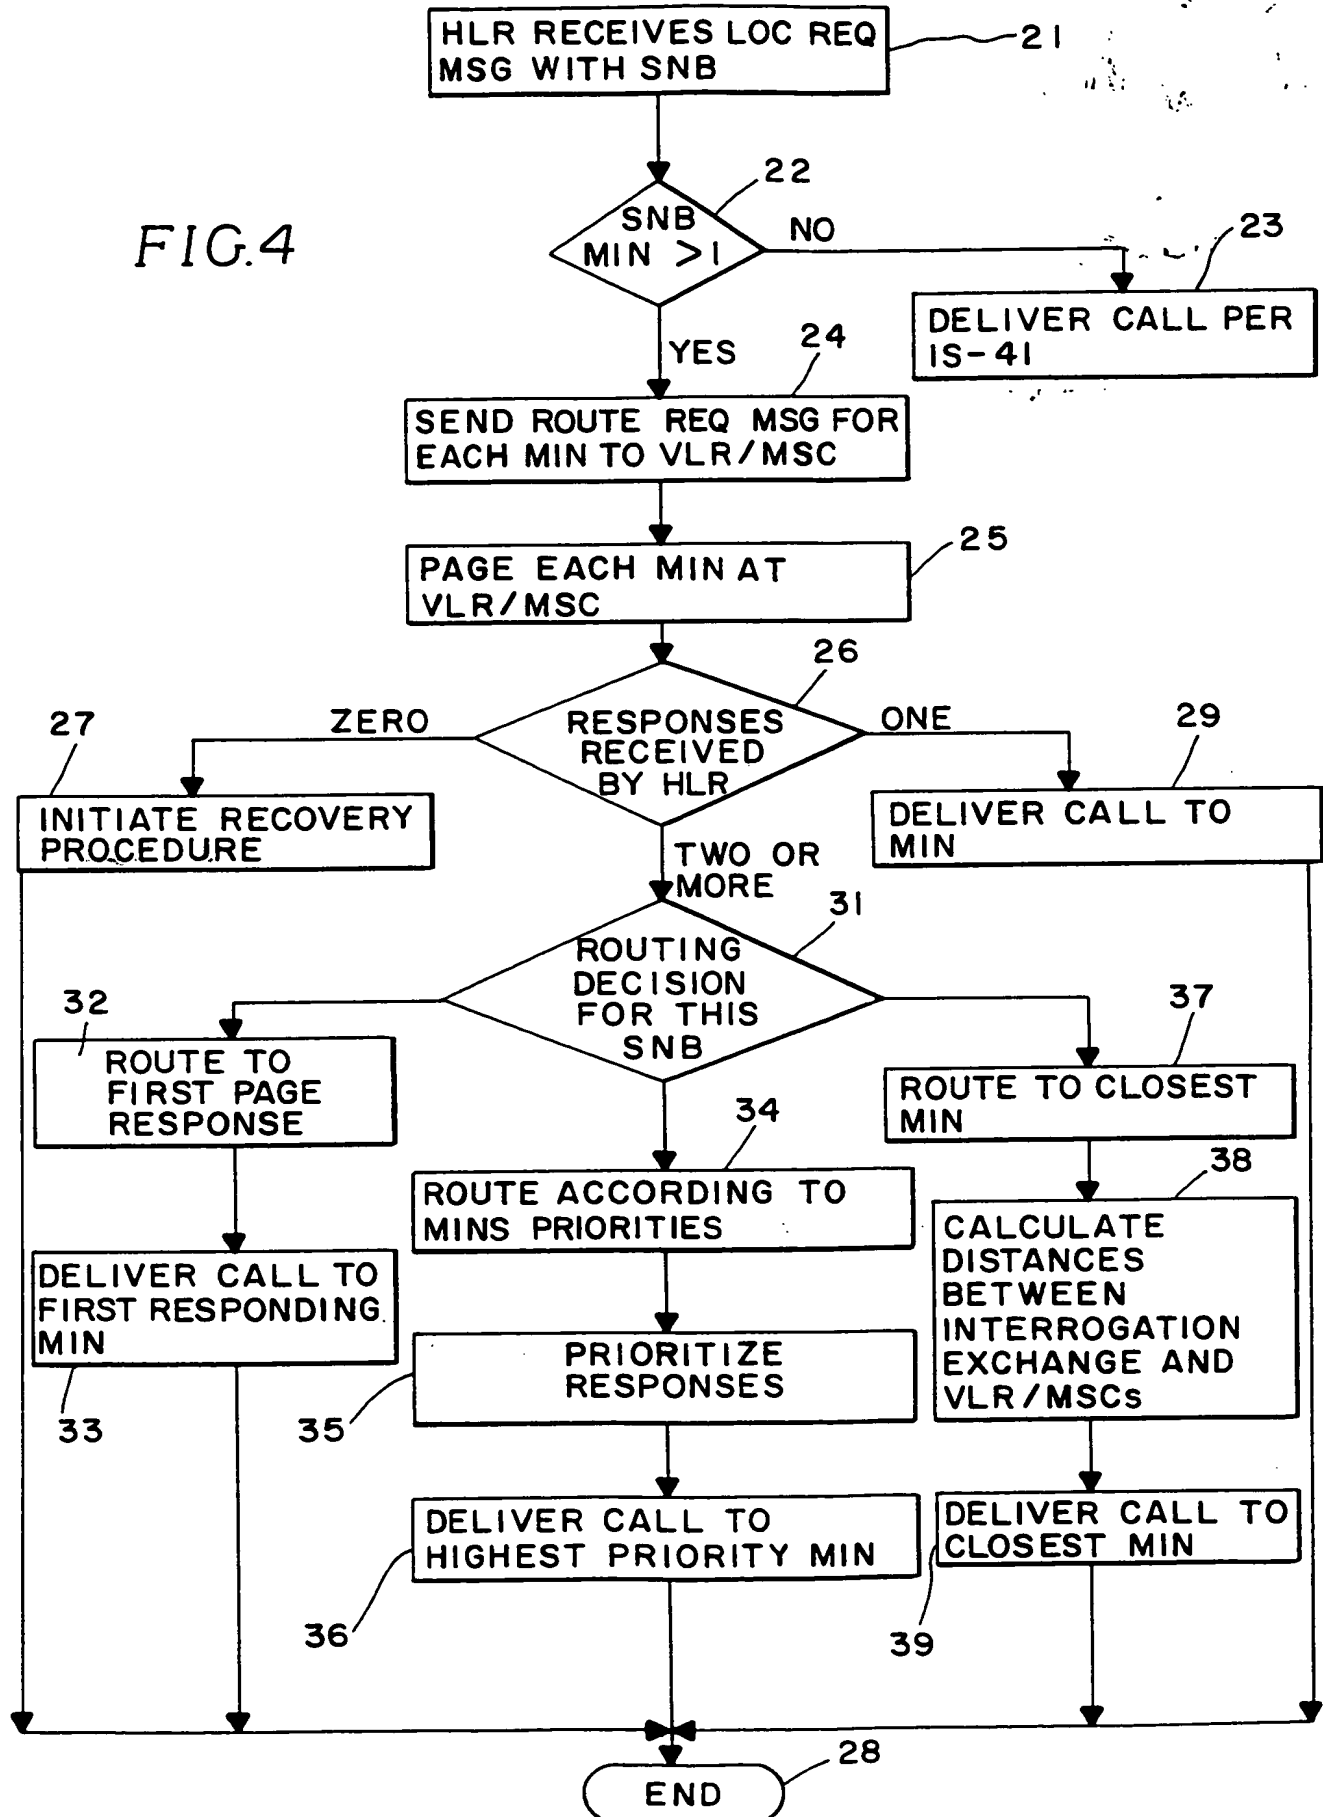 HLR RECEIVES LOC REQ
MSG WITH SNB
21
22
SNB
MIN >1
NO
23
FIG.4
DELIVER CALL PER
IS-41
YES
24
SEND ROUTE REQ MSG FOR
EACH MIN TO VLR/MSC
25
PAGE EACH MIN AT
VLR/MSC
26
27
ZERO
RESPONSES
RECEIVED
BY HLR
ONE
29
INITIATE RECOVERY
PROCEDURE
DELIVER CALL TO
MIN
TWO OR
MORE
31
ROUTING
DECISION
FOR THIS
SNB
32
37
ROUTE TO
FIRST PAGE
RESPONSE
ROUTE TO CLOSEST
MIN
34
38
ROUTE ACCORDING TO
MINS PRIORITIES
CALCULATE
DISTANCES
BETWEEN
INTERROGATION
EXCHANGE AND
VLR/MSCs
DELIVER CALL TO
FIRST RESPONDING
MIN
33
PRIORITIZE
RESPONSES
35
DELIVER CALL TO
HIGHEST PRIORITY MIN
36
DELIVER CALL TO
CLOSEST MIN
39
28
END